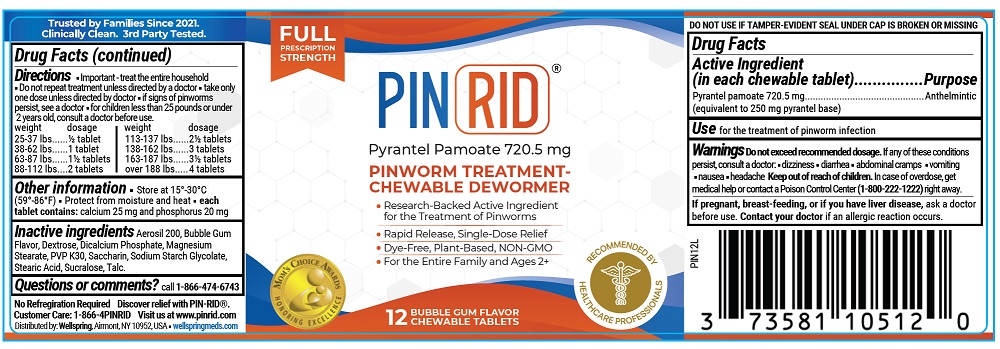 Trusted by Families Since 2021.
Clinically Clean. 3rd Party Tested.
Drug Facts (continued)
Directions ▪ Important - treat the entire household
▪ Do not repeat treatment unless directed by a doctor ▪ take only
one dose unless directed by doctor ▪ if signs of pinworms
persist, see a doctor ▪ for children less than 25 pounds or under
2 years old, consult a doctor before use.
weight dosage weight dosage
25-37 lbs......½ tablet 113-137 lbs......2½ tablets
38-62 lbs.....1 tablet 138-162 lbs.....3 tablets
63-87 lbs.....1½ tablets 163-187 lbs.....3½ tablets
88-112 lbs....2 tablets over 188 lbs.....4 tablets
Other information ▪ Store at 15°-30°C
(59°-86°F) ▪ Protect from moisture and heat ▪ each
tablet contains: calcium 25 mg and phosphorus 20 mg
Inactive ingredients Aerosil 200, Bubble Gum
Flavor, Dextrose, Dicalcium Phosphate, Magnesium
Stearate, PVP K30, Saccharin, Sodium Starch Glycolate,
Stearic Acid, Sucralose, Talc.
Questions or comments? call 1-866-474-6743
No Refregiration Required Discover relief with PIN-RID®.
Customer Care: 1-866-4PINRID Visit us at www.pinrid.com
Distributed by: Wellspring, Airmont, NY 10952, USA ▪ wellspringmeds.com
FULL
PRESCRIPTION
STRENGTH
PIN RID®
Pyrantel Pamoate 720.5 mg
PINWORM TREATMENT-
CHEWABLE DEWORMER
• Research-Backed Active Ingredient
for the Treatment of Pinworms
• Rapid Release, Single-Dose Relief
• Dye-Free, Plant-Based, NON-GMO
• For the Entire Family and Ages 2+
MOM'S CHOICE AWARDS
HONORING EXCELLENCE
RECOMMENDED BY
HEALTHCARE PROFESSIONALS
12 BUBBLE GUM FLAVOR
CHEWABLE TABLETS
DO NOT USE IF TAMPER-EVIDENT SEAL UNDER CAP IS BROKEN OR MISSING
Drug Facts
Active Ingredient
(in each chewable tablet)...............Purpose
Pyrantel pamoate 720.5 mg..............................Anthelmintic
(equivalent to 250 mg pyrantel base)
Use for the treatment of pinworm infection
Warnings Do not exceed recommended dosage. If any of these conditions
persist, consult a doctor: ▪ dizziness ▪ diarrhea ▪ abdominal cramps ▪ vomiting
▪ nausea ▪ headache Keep out of reach of children. In case of overdose, get
medical help or contact a Poison Control Center (1-800-222-1222) right away.
If pregnant, breast-feeding, or if you have liver disease, ask a doctor
before use. Contact your doctor if an allergic reaction occurs.
PIN12L
3 73581 10512 0